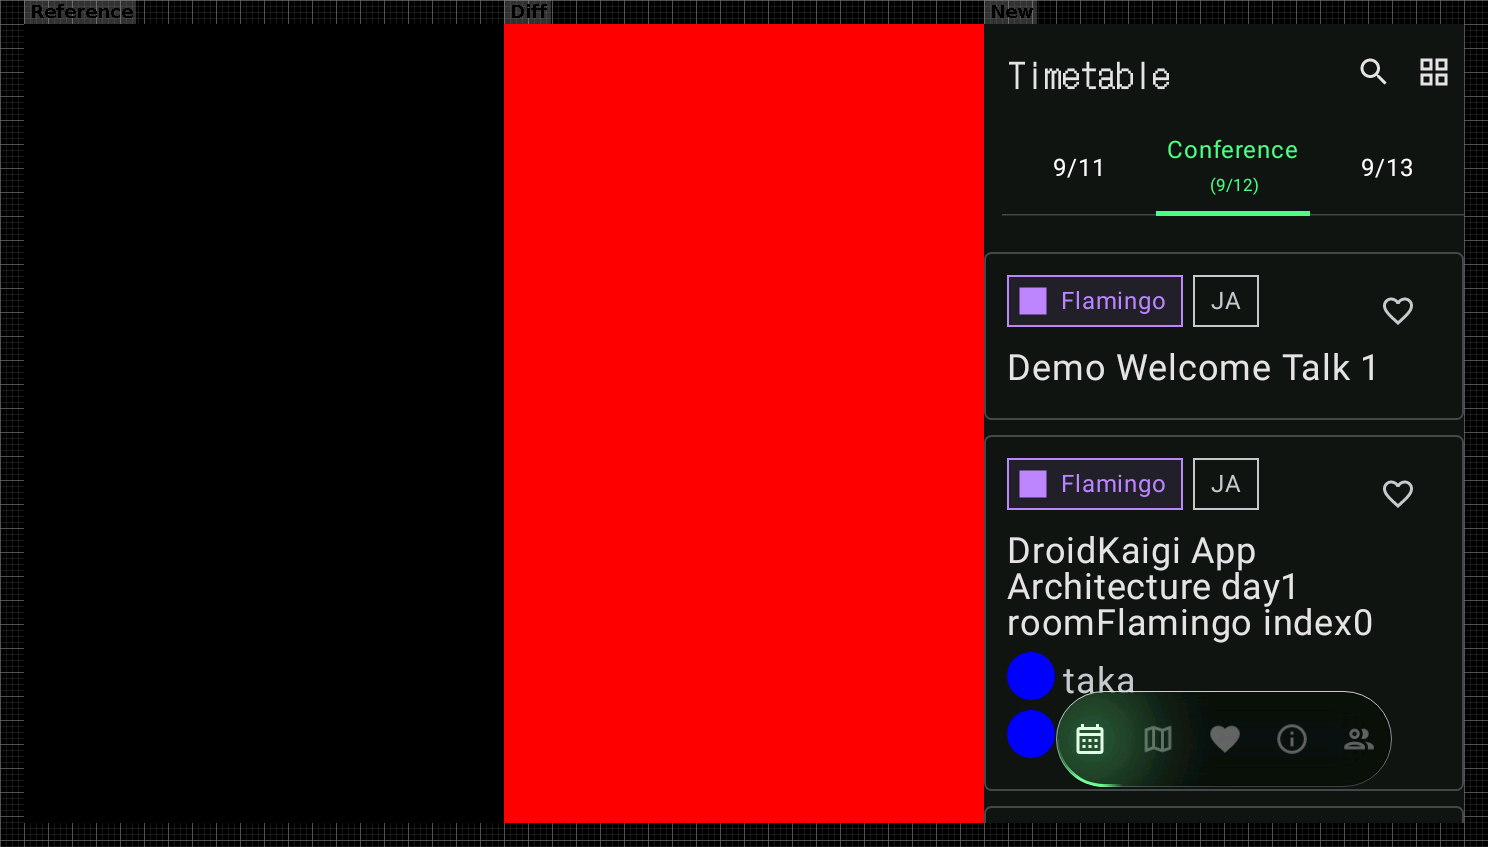 Reference
Diff
New
Timetable
9/11
Conference
(9/12)
9/13
Flamingo
JA
Demo Welcome Talk 1
Flamingo
JA
DroidKaigi App
Architecture day1
roomFlamingo index0
taka